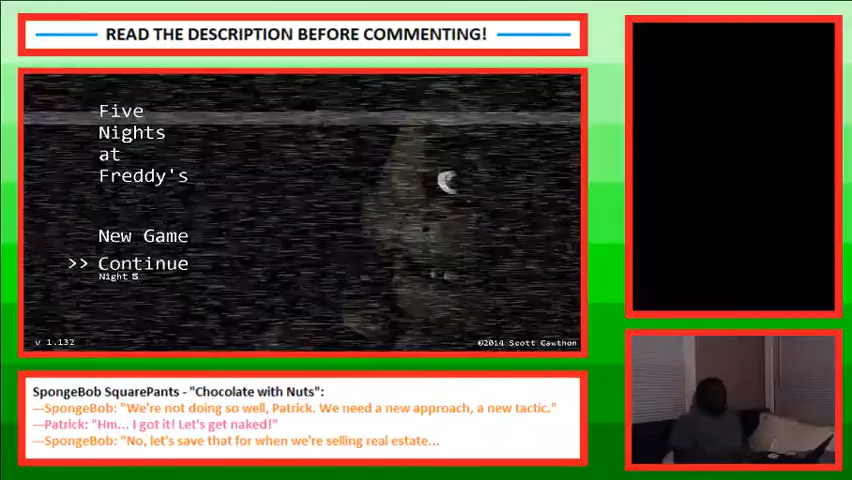 READ THE DESCRIPTION BEFORE COMMENTING!
Five
Nights
at
Freddy's
New Game
>> Continue
Night 5
v 1.132
©2014 Scott Cawthon
SpongeBob SquarePants - "Chocolate with Nuts":
—SpongeBob: "We're not doing so well, Patrick. We need a new approach, a new tactic."
—Patrick: "Hm... I got it! Let's get naked!"
—SpongeBob: "No, let's save that for when we're selling real estate...